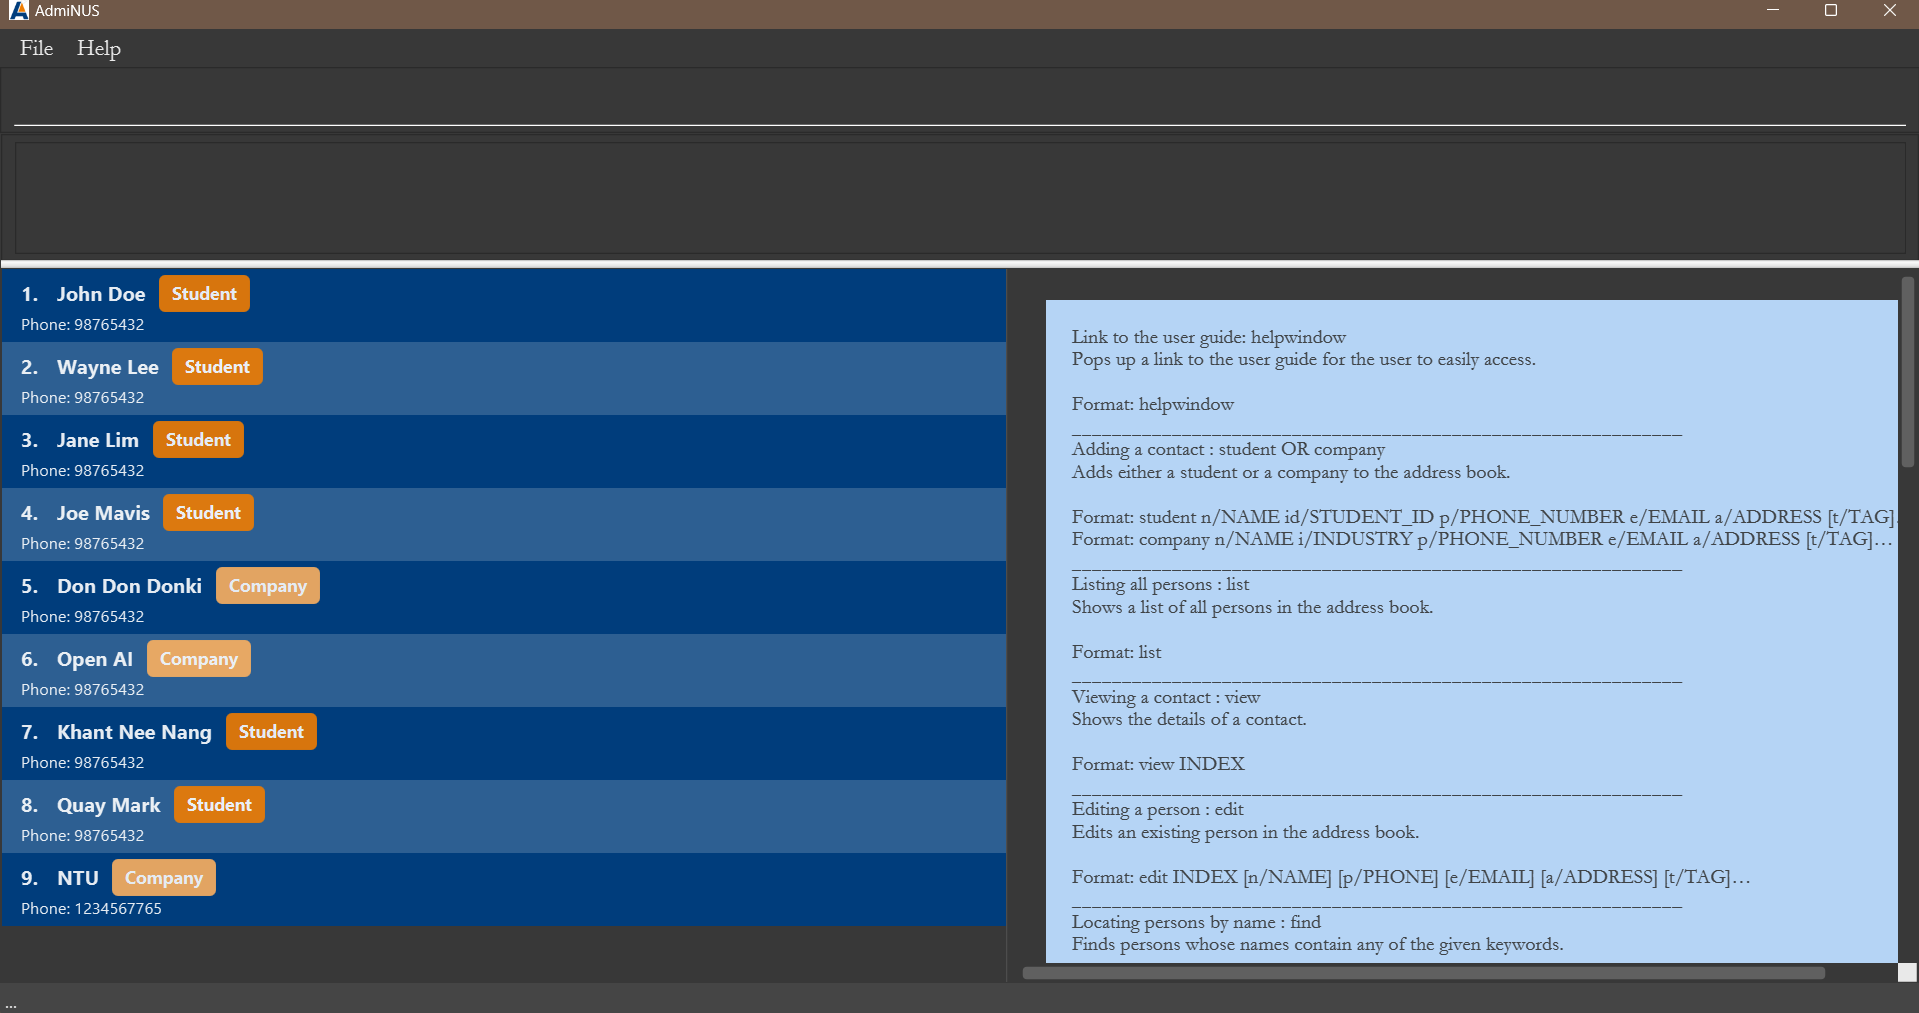 AdmiNUS
File Help
1. John Doe Student
Phone: 98765432
2. Wayne Lee Student
Phone: 98765432
3. Jane Lim Student
Phone: 98765432
4. Joe Mavis Student
Phone: 98765432
5. Don Don Donki Company
Phone: 98765432
6. Open AI Company
Phone: 98765432
7. Khant Nee Nang Student
Phone: 98765432
8. Quay Mark Student
Phone: 98765432
9. NTU Company
Phone: 1234567765
Link to the user guide: helpwindow
Pops up a link to the user guide for the user to easily access.
Format: helpwindow
_____________________________________________________________
Adding a contact : student OR company
Adds either a student or a company to the address book.
Format: student n/NAME id/STUDENT_ID p/PHONE_NUMBER e/EMAIL a/ADDRESS [t/TAG].
Format: company n/NAME i/INDUSTRY p/PHONE_NUMBER e/EMAIL a/ADDRESS [t/TAG]…
_____________________________________________________________
Listing all persons : list
Shows a list of all persons in the address book.
Format: list
_____________________________________________________________
Viewing a contact : view
Shows the details of a contact.
Format: view INDEX
_____________________________________________________________
Editing a person : edit
Edits an existing person in the address book.
Format: edit INDEX [n/NAME] [p/PHONE] [e/EMAIL] [a/ADDRESS] [t/TAG]…
_____________________________________________________________
Locating persons by name : find
Finds persons whose names contain any of the given keywords.
...